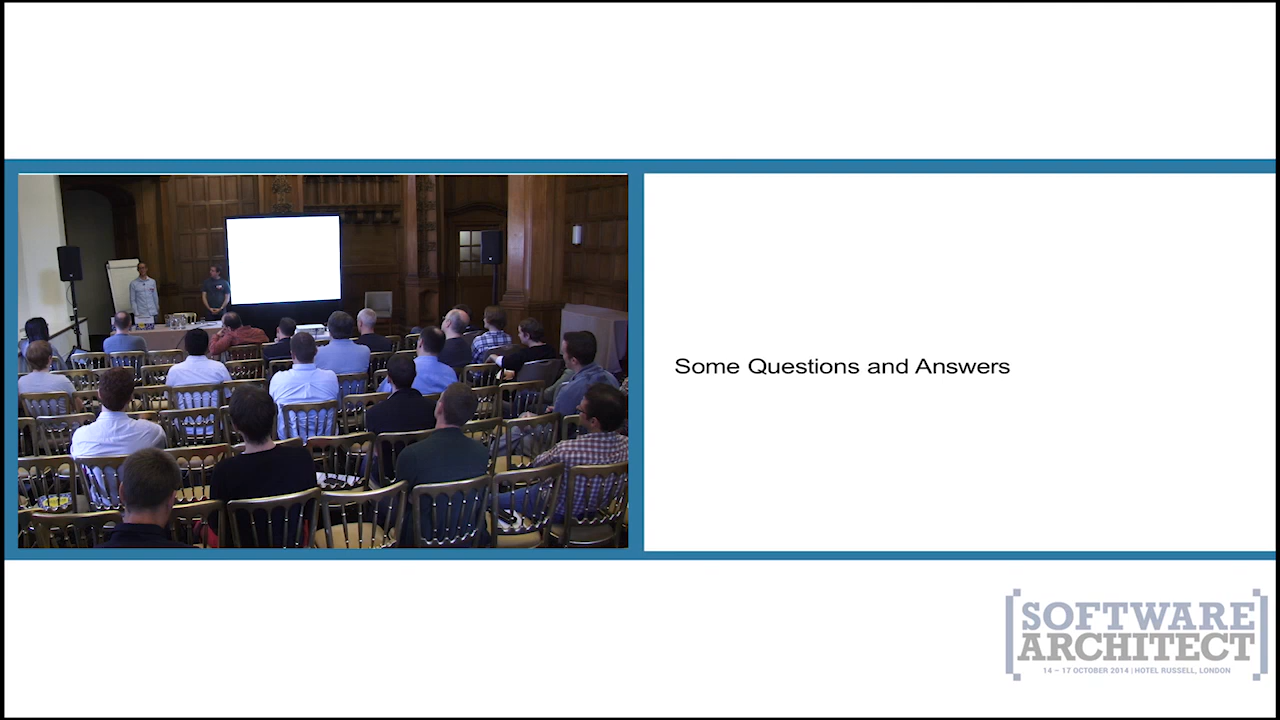 Some Questions and Answers
SOFTWARE
ARCHITECT
14 – 17 OCTOBER 2014 | HOTEL RUSSELL, LONDON